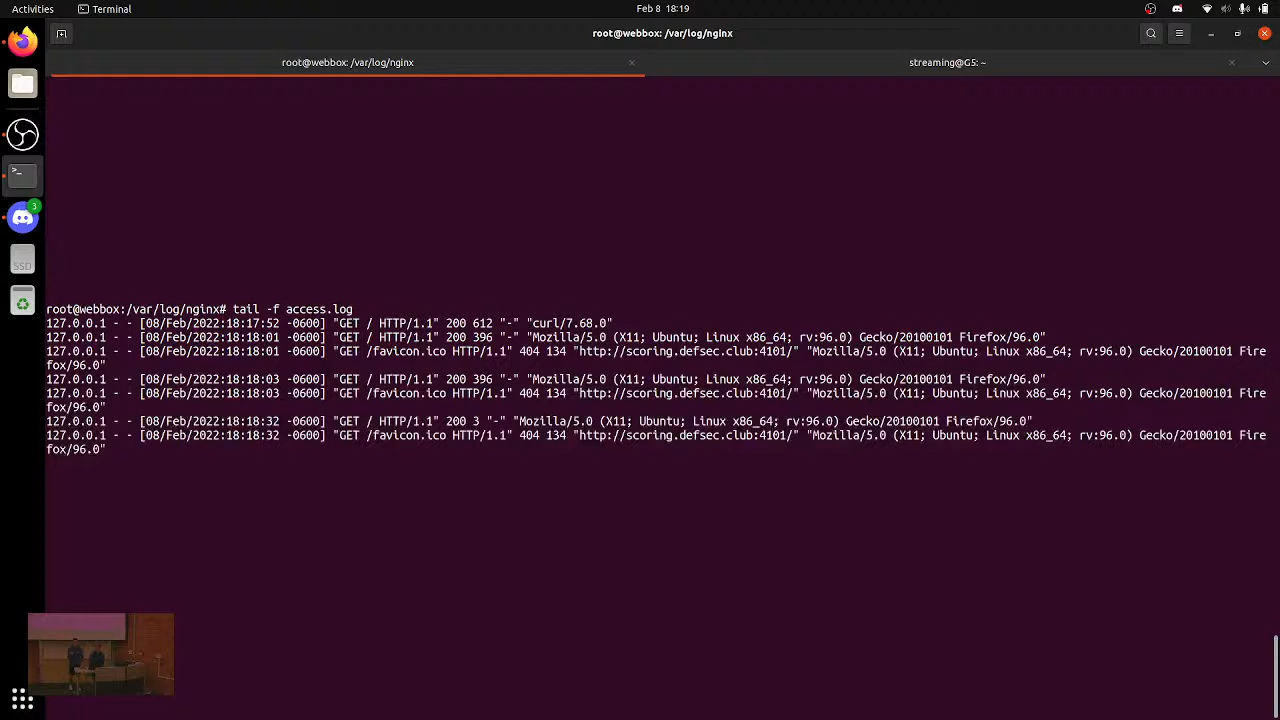 Activities
Terminal
Feb 8 18:19
root@webbox: /var/log/nginx
root@webbox: /var/log/nginx
streaming@G5: ~
3
SSD
root@webbox:/var/log/nginx# tail -f access.log
127.0.0.1 - - [08/Feb/2022:18:17:52 -0600] "GET / HTTP/1.1" 200 612 "-" "curl/7.68.0"
127.0.0.1 - - [08/Feb/2022:18:18:01 -0600] "GET / HTTP/1.1" 200 396 "-" "Mozilla/5.0 (X11; Ubuntu; Linux x86_64; rv:96.0) Gecko/20100101 Firefox/96.0"
127.0.0.1 - - [08/Feb/2022:18:18:01 -0600] "GET /favicon.ico HTTP/1.1" 404 134 "http://scoring.defsec.club:4101/" "Mozilla/5.0 (X11; Ubuntu; Linux x86_64; rv:96.0) Gecko/20100101 Fire
fox/96.0"
127.0.0.1 - - [08/Feb/2022:18:18:03 -0600] "GET / HTTP/1.1" 200 396 "-" "Mozilla/5.0 (X11; Ubuntu; Linux x86_64; rv:96.0) Gecko/20100101 Firefox/96.0"
127.0.0.1 - - [08/Feb/2022:18:18:03 -0600] "GET /favicon.ico HTTP/1.1" 404 134 "http://scoring.defsec.club:4101/" "Mozilla/5.0 (X11; Ubuntu; Linux x86_64; rv:96.0) Gecko/20100101 Fire
fox/96.0"
127.0.0.1 - - [08/Feb/2022:18:18:32 -0600] "GET / HTTP/1.1" 200 3 "-" "Mozilla/5.0 (X11; Ubuntu; Linux x86_64; rv:96.0) Gecko/20100101 Firefox/96.0"
127.0.0.1 - - [08/Feb/2022:18:18:32 -0600] "GET /favicon.ico HTTP/1.1" 404 134 "http://scoring.defsec.club:4101/" "Mozilla/5.0 (X11; Ubuntu; Linux x86_64; rv:96.0) Gecko/20100101 Fire
fox/96.0"